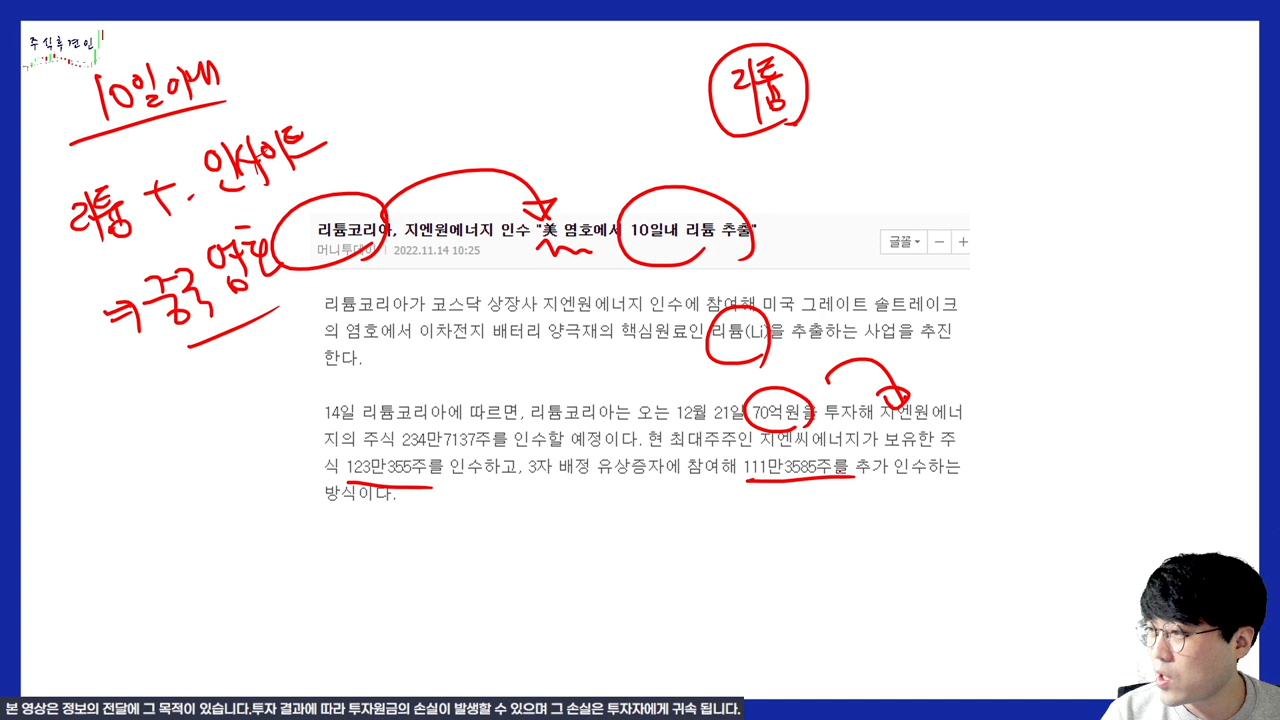 주식후견인
10일이내
리튬
리튬 + 인사이트
⇒ 중국 염호
리튬코리아, 지엔원에너지 인수 "美 염호에서 10일내 리튬 추출"
머니투데이 2022.11.14 10:25
글꼴 − +
리튬코리아가 코스닥 상장사 지엔원에너지 인수에 참여해 미국 그레이트 솔트레이크
의 염호에서 이차전지 배터리 양극재의 핵심원료인 리튬(Li)을 추출하는 사업을 추진
한다.
14일 리튬코리아에 따르면, 리튬코리아는 오는 12월 21일 70억원을 투자해 지엔원에너
지의 주식 234만7137주를 인수할 예정이다. 현 최대주주인 지엔씨에너지가 보유한 주
식 123만355주를 인수하고, 3자 배정 유상증자에 참여해 111만3585주를 추가 인수하는
방식이다.
본 영상은 정보의 전달에 그 목적이 있습니다.투자 결과에 따라 투자원금의 손실이 발생할 수 있으며 그 손실은 투자자에게 귀속 됩니다.